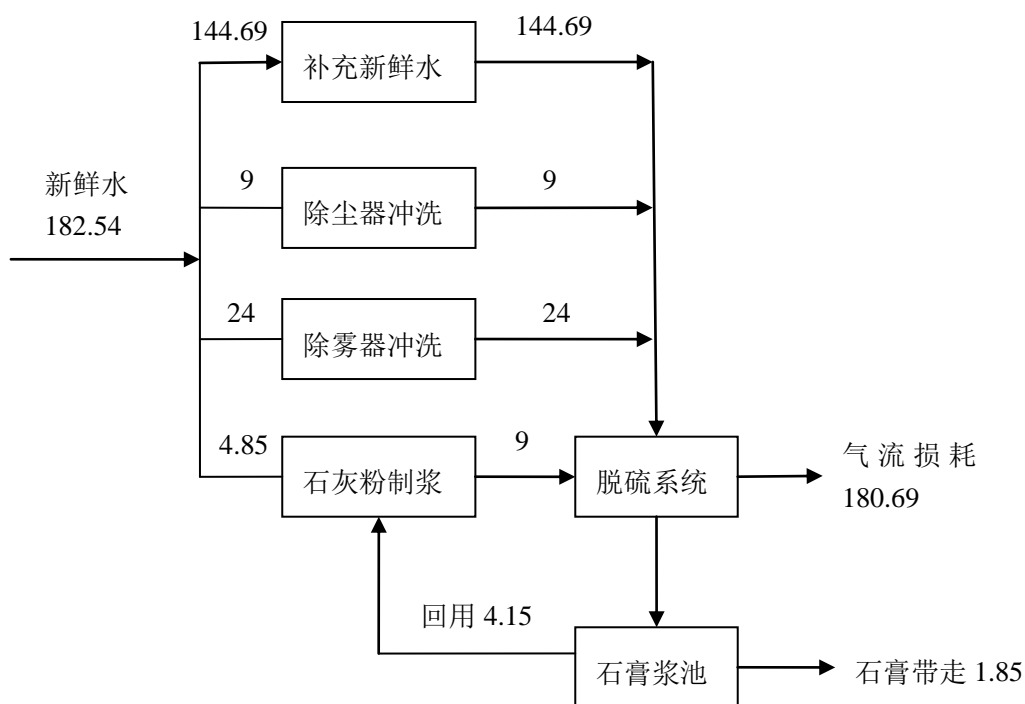 144.69
补充新鲜水
144.69
新鲜水
182.54
9
除尘器冲洗
9
24
除雾器冲洗
24
4.85
石灰粉制浆
9
脱硫系统
气流损耗
180.69
回用 4.15
石膏浆池
石膏带走 1.85